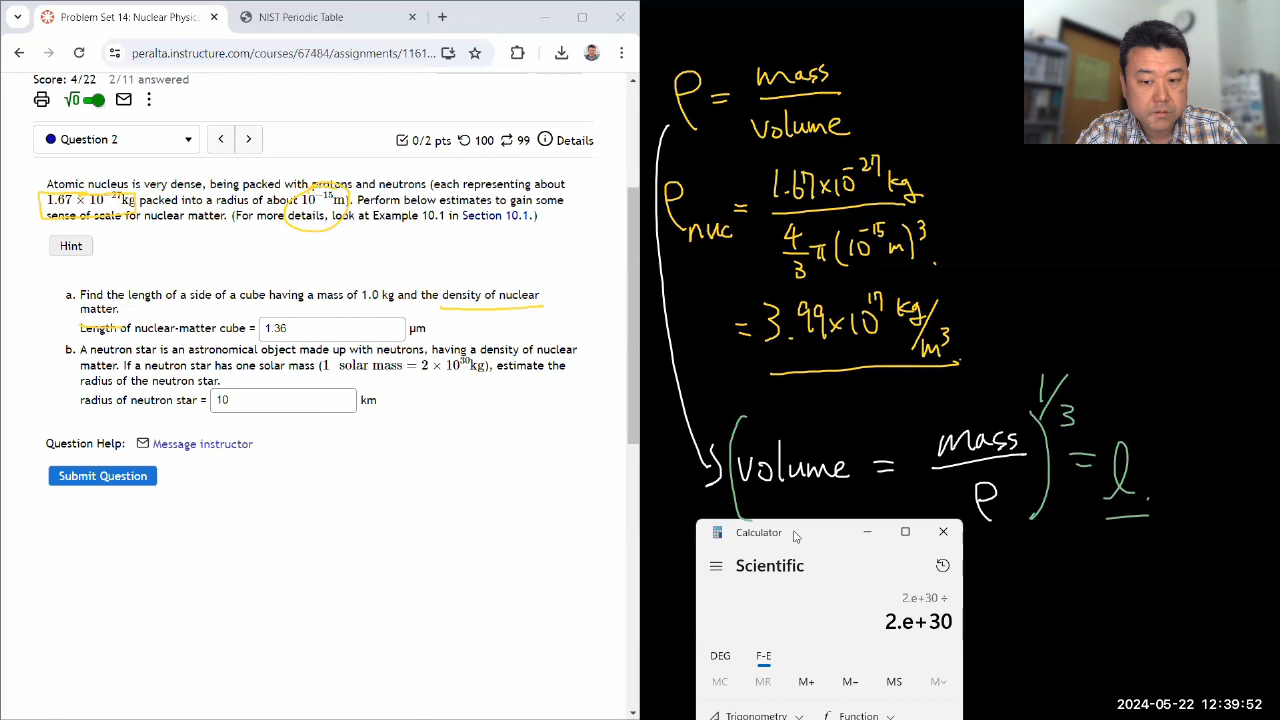 Problem Set 14: Nuclear Physic
NIST Periodic Table
peralta.instructure.com/courses/67484/assignments/1161...
Score: 4/22 2/11 answered
√0
Question 2
0/2 pts 100 99 Details
Atomic nucleus is very dense, being packed with protons and neutrons (each representing about
1.67 × 10⁻²⁷kg packed into a radius of about 10⁻¹⁵m). Perform below estimates to gain some
sense of scale for nuclear matter. (For more details, look at Example 10.1 in Section 10.1.)
Hint
a. Find the length of a side of a cube having a mass of 1.0 kg and the density of nuclear
matter.
Length of nuclear-matter cube = 1.36 μm
b. A neutron star is an astronomical object made up with neutrons, having a density of nuclear
matter. If a neutron star has one solar mass (1 solar mass = 2 × 10³⁰kg), estimate the
radius of the neutron star.
radius of neutron star = 10 km
Question Help: Message instructor
Submit Question
ρ = mass / volume
ρnuc = 1.67×10⁻²⁷ kg / 4/3 π (10⁻¹⁵ m)³
= 3.99×10¹⁷ kg/m³
(volume = mass / ρ)^1/3 = l
Calculator
Scientific
2.e+30 ÷
2.e+30
DEG F-E
MC MR M+ M− MS M˅
Trigonometry Function
2024-05-22 12:39:52